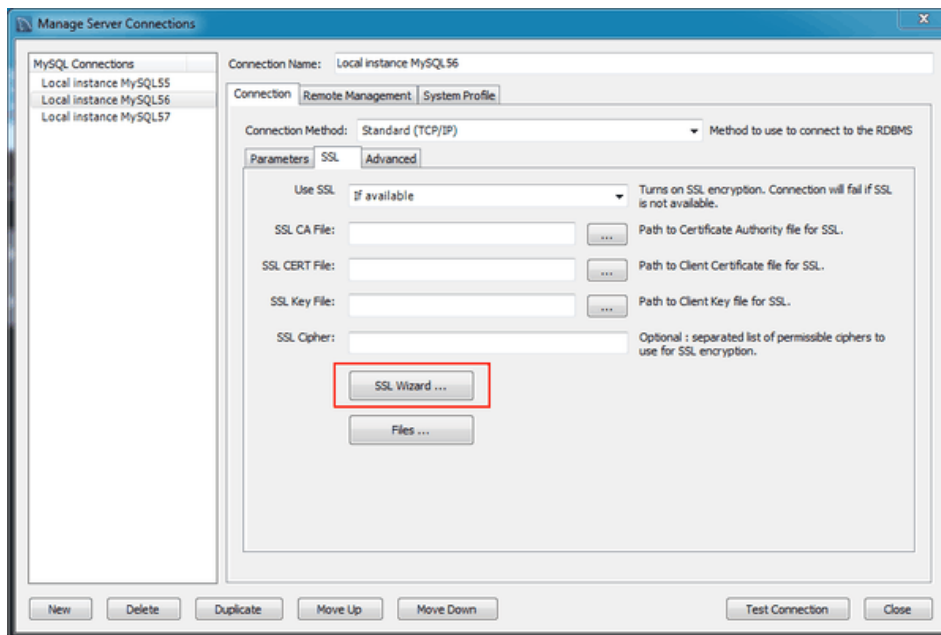 Manage Server Connections
MySQL Connections
Local instance MySQL55
Local instance MySQL56
Local instance MySQL57
Connection Name: Local instance MySQL56
Connection Remote Management System Profile
Connection Method: Standard (TCP/IP) Method to use to connect to the RDBMS
Parameters SSL Advanced
Use SSL If available Turns on SSL encryption. Connection will fail if SSL
is not available.
SSL CA File: ... Path to Certificate Authority file for SSL.
SSL CERT File: ... Path to Client Certificate file for SSL.
SSL Key File: ... Path to Client Key file for SSL.
SSL Cipher: Optional : separated list of permissible ciphers to
use for SSL encryption.
SSL Wizard ...
Files ...
New Delete Duplicate Move Up Move Down Test Connection Close